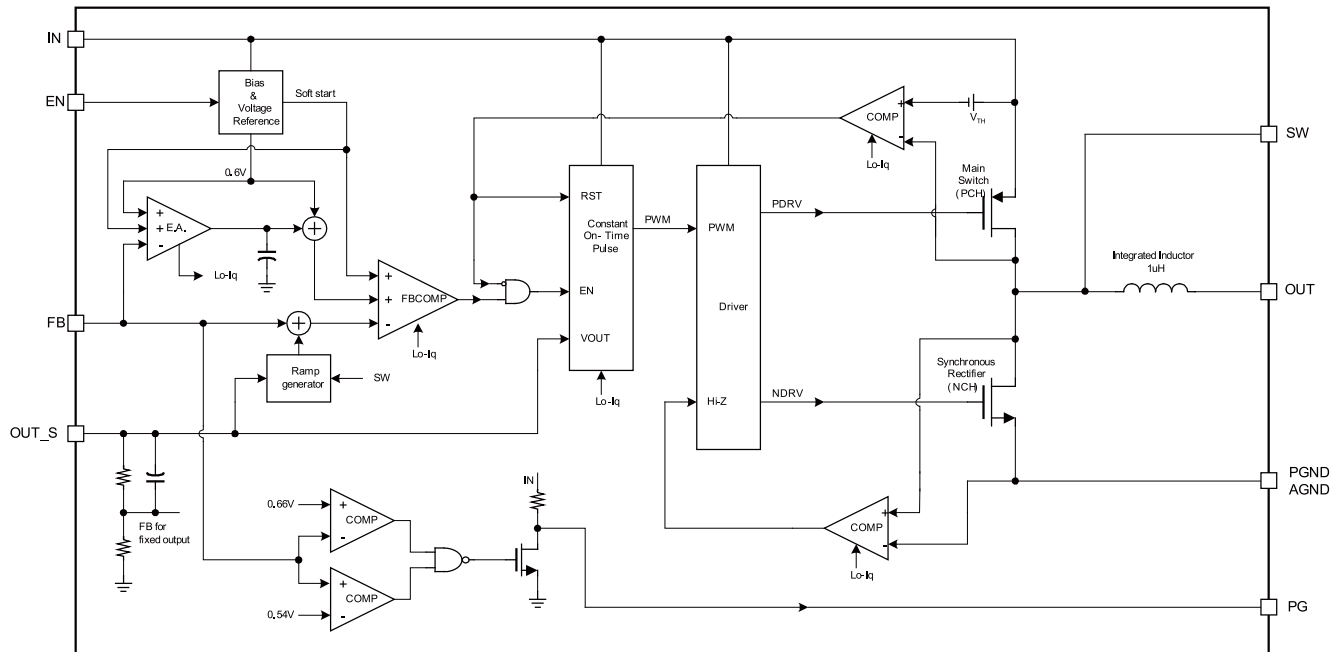 IN
Bias
&
Voltage
Reference
Soft start
EN
+
COMP
-
VTH
SW
Lo-Iq
0.6V
Main
Switch
(PCH)
RST
PDRV
+
+
E.A.
-
+
PWM
Constant
On- Time
Pulse
PWM
Integrated Inductor
1uH
Lo-Iq
+
+
FBCOMP
-
EN
OUT
Driver
FB
+
VOUT
Lo-Iq
Ramp
generator
SW
Synchronous
Rectifier
(NCH)
Lo-Iq
Hi-Z
NDRV
OUT_S
PGND
AGND
IN
0.66V
+
COMP
-
FB for
fixed output
+
COMP
-
Lo-Iq
+
COMP
-
0.54V
PG